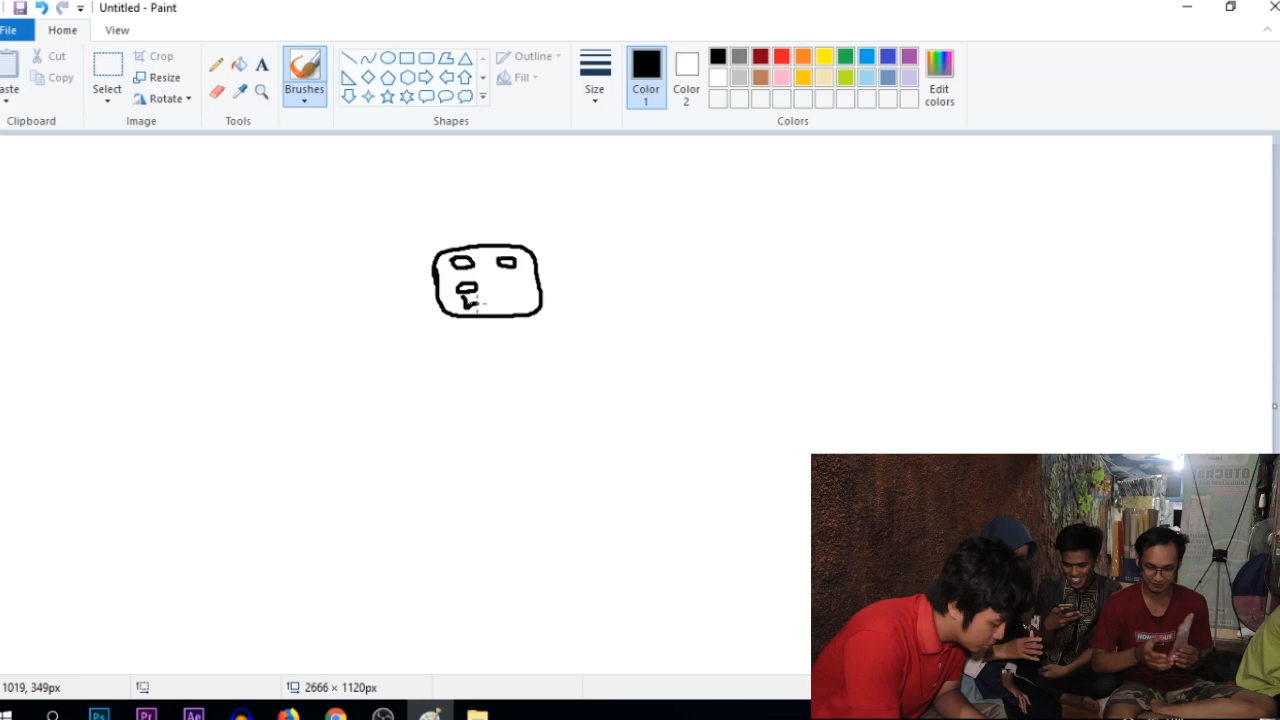 Untitled - Paint
File
Home
View
Cut
Copy
Clipboard
Select
Crop
Resize
Rotate
Image
Tools
Brushes
Shapes
Outline
Fill
Size
Color 1
Color 2
Edit colors
Colors
1019, 349px
2666 × 1120px
Ps
Pr
Ae